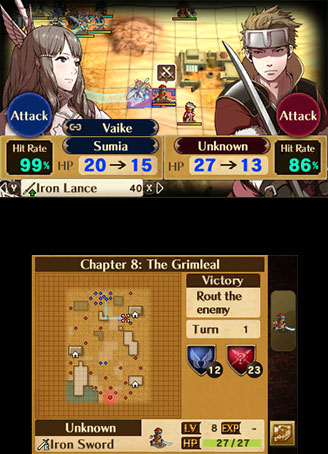 Attack
Attack
Vaike
Hit Rate
99%
Sumia
HP 20 → 15
Unknown
HP 27 → 13
Hit Rate
86%
Y
Iron Lance 40 X
Chapter 8: The Grimleal
Victory
Rout the
enemy
Turn 1
12 23
Unknown
Iron Sword
LV 8 EXP -
HP 27/27